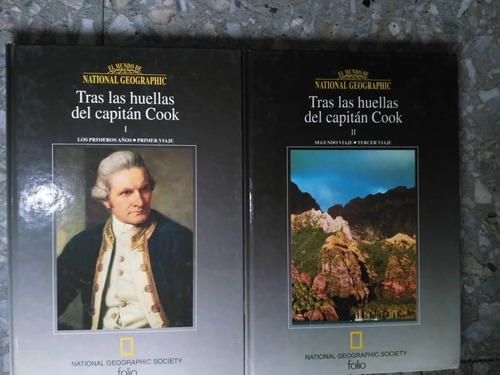 EL MUNDO DE
NATIONAL GEOGRAPHIC
Tras las huellas
del capitán Cook
I
LOS PRIMEROS AÑOS • PRIMER VIAJE
NATIONAL GEOGRAPHIC SOCIETY
folio
EL MUNDO DE
NATIONAL GEOGRAPHIC
Tras las huellas
del capitán Cook
II
SEGUNDO VIAJE • TERCER VIAJE
NATIONAL GEOGRAPHIC SOCIETY
folio